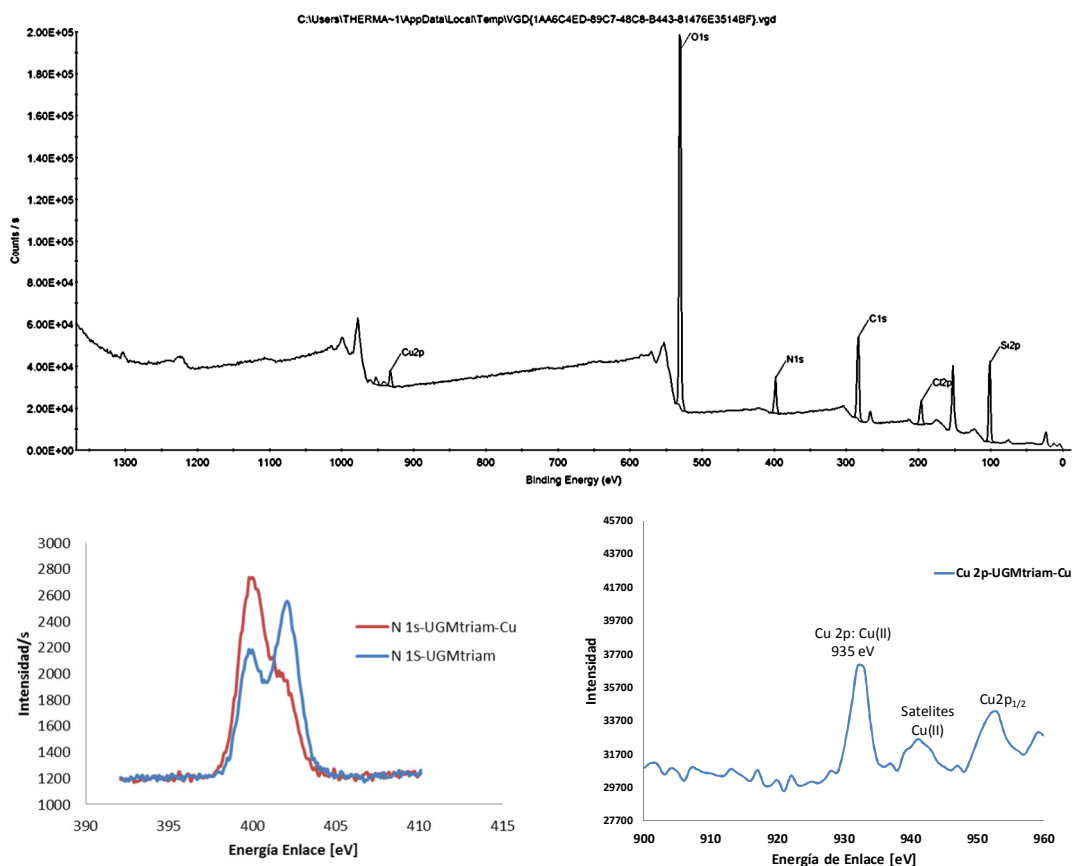 C:\Users\THERMA~1\AppData\Local\Temp\VGD{1AA6C4ED-89C7-48C8-B443-81476E3514BF}.vgd
2.00E+05
1.80E+05
1.60E+05
1.40E+05
1.20E+05
1.00E+05
8.00E+04
6.00E+04
4.00E+04
2.00E+04
0.00E+00
Counts / s
O1s
Cu2p
N1s
C1s
Cl2p
Si2p
1300 1200 1100 1000 900 800 700 600 500 400 300 200 100 0
Binding Energy (eV)
3000
2800
2600
2400
2200
2000
1800
1600
1400
1200
1000
Intensidad/s
N 1s-UGMtriam-Cu
N 1S-UGMtriam
390 395 400 405 410 415
Energía Enlace [eV]
45700
43700
41700
39700
37700
35700
33700
31700
29700
27700
Intensidad
Cu 2p-UGMtriam-Cu
Cu 2p: Cu(II)
935 eV
Satelites
Cu(II)
Cu2p1/2
900 910 920 930 940 950 960
Energía de Enlace [eV]